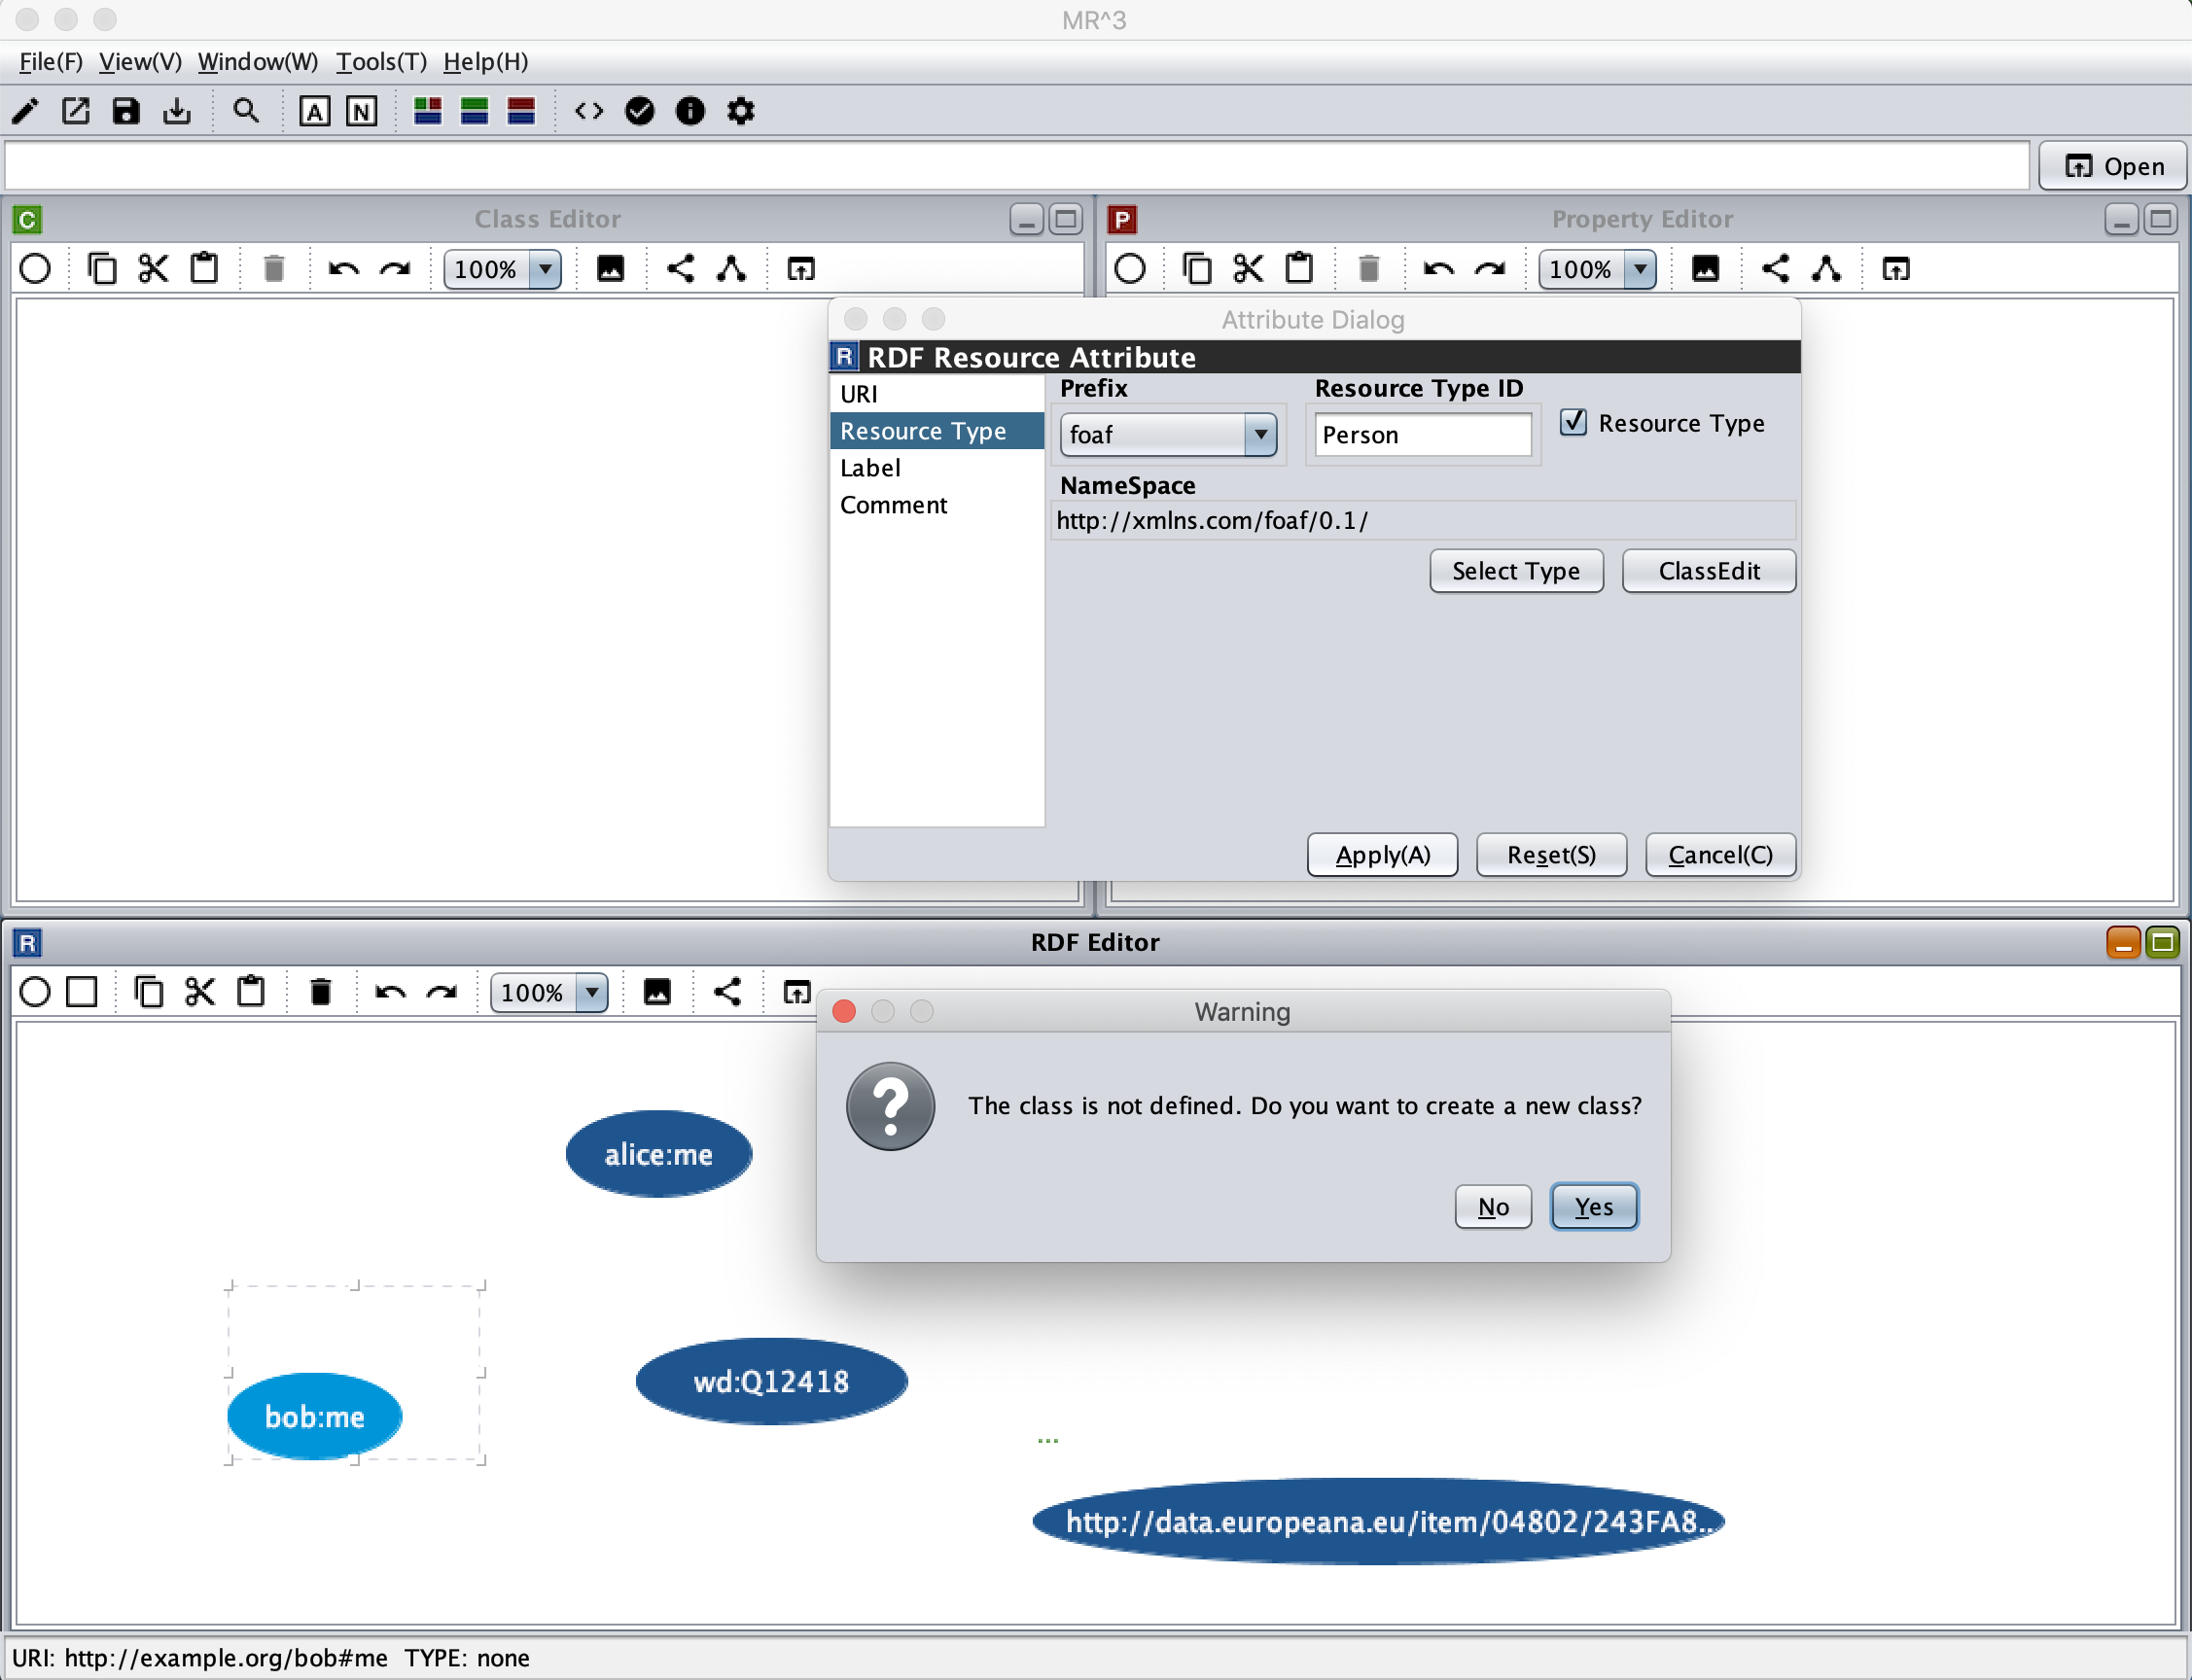 MR^3
File(F) View(V) Window(W) Tools(T) Help(H)
A N
Open
C Class Editor
P Property Editor
100%
100%
Attribute Dialog
R RDF Resource Attribute
URI
Resource Type
Label
Comment
Prefix
Resource Type ID
foaf
Person
Resource Type
NameSpace
http://xmlns.com/foaf/0.1/
Select Type
ClassEdit
Apply(A)
Reset(S)
Cancel(C)
R RDF Editor
100%
Warning
The class is not defined. Do you want to create a new class?
No
Yes
alice:me
wd:Q12418
bob:me
...
http://data.europeana.eu/item/04802/243FA8...
URI: http://example.org/bob#me TYPE: none